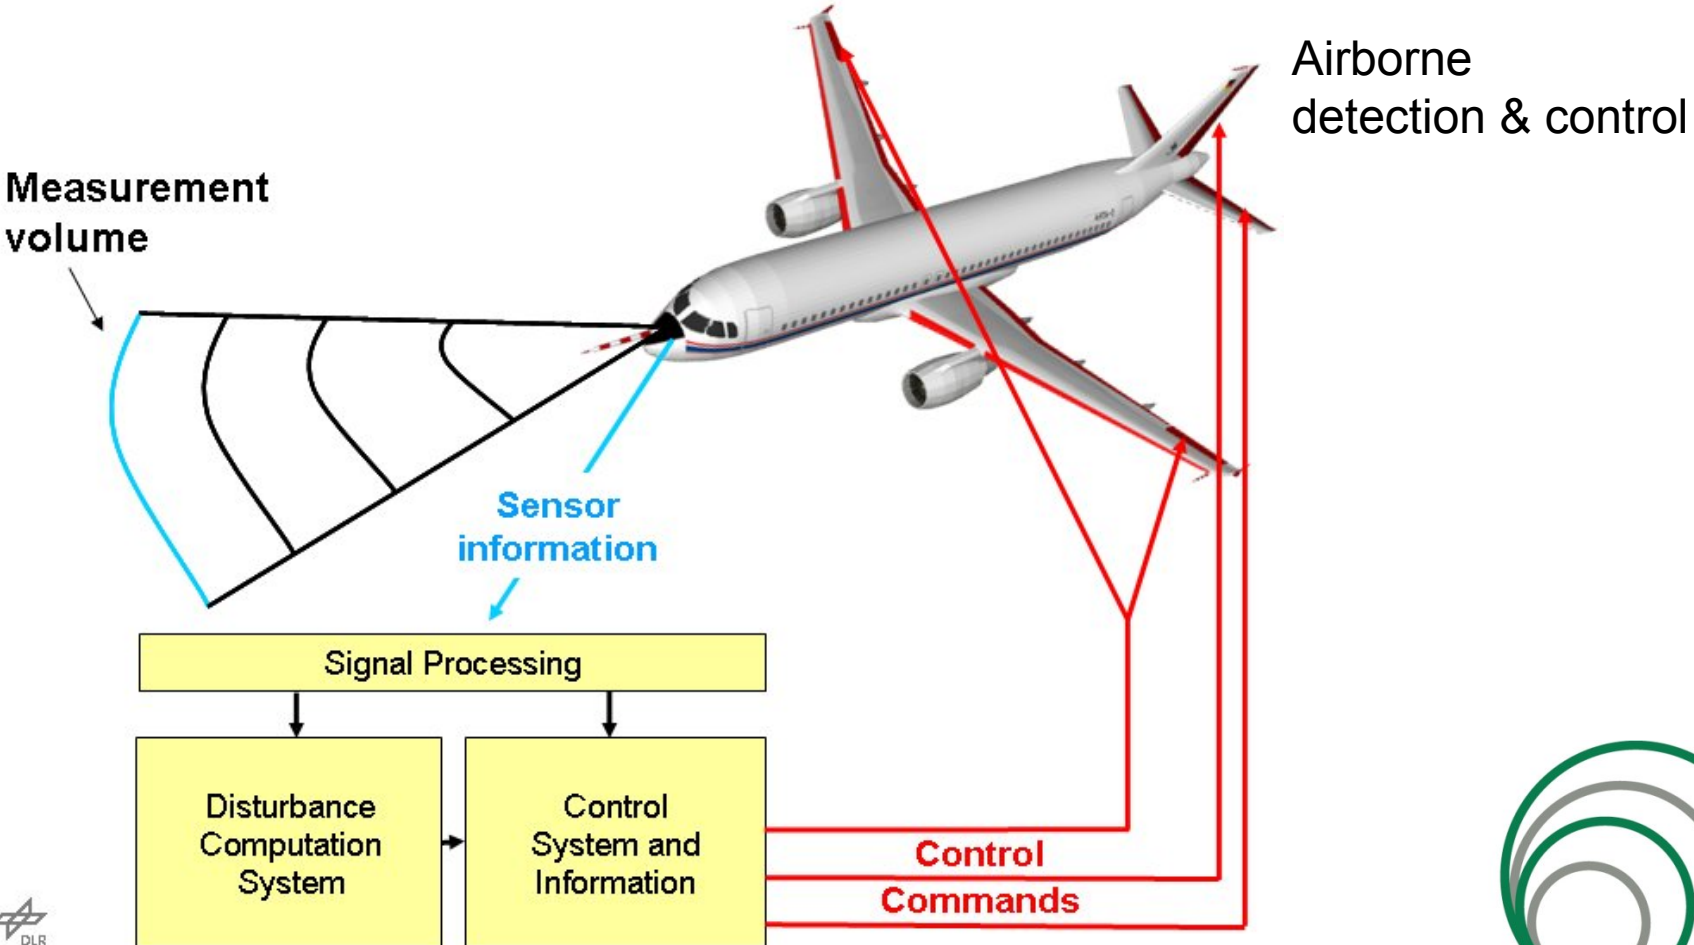 Airborne
detection & control
Measurement
volume
Sensor
information
Signal Processing
Disturbance
Computation
System
Control
System and
Information
Control
Commands
DLR